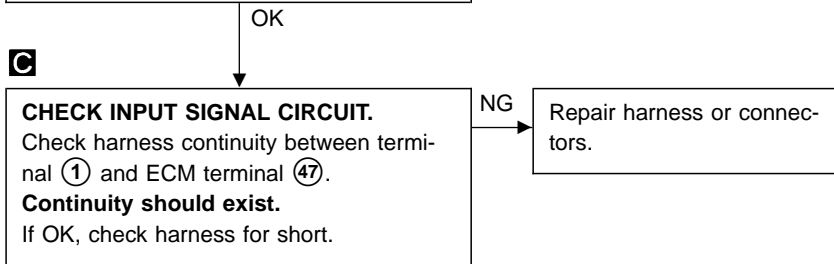 OK
C
CHECK INPUT SIGNAL CIRCUIT.
Check harness continuity between termi-
nal ① and ECM terminal ㊼.
Continuity should exist.
If OK, check harness for short.
NG
Repair harness or connec-
tors.